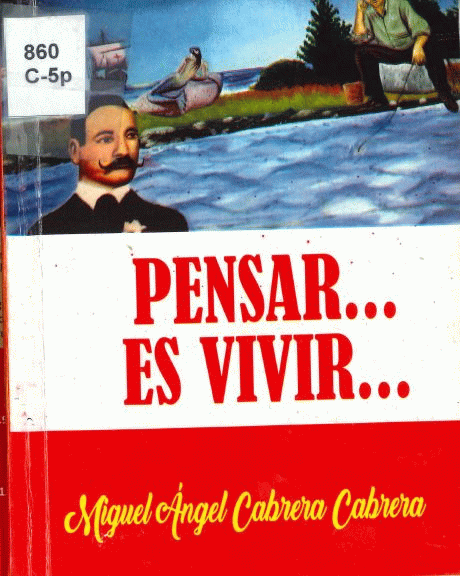 860
C-5p
PENSAR...
ES VIVIR...
Miguel Ángel Cabrera Cabrera